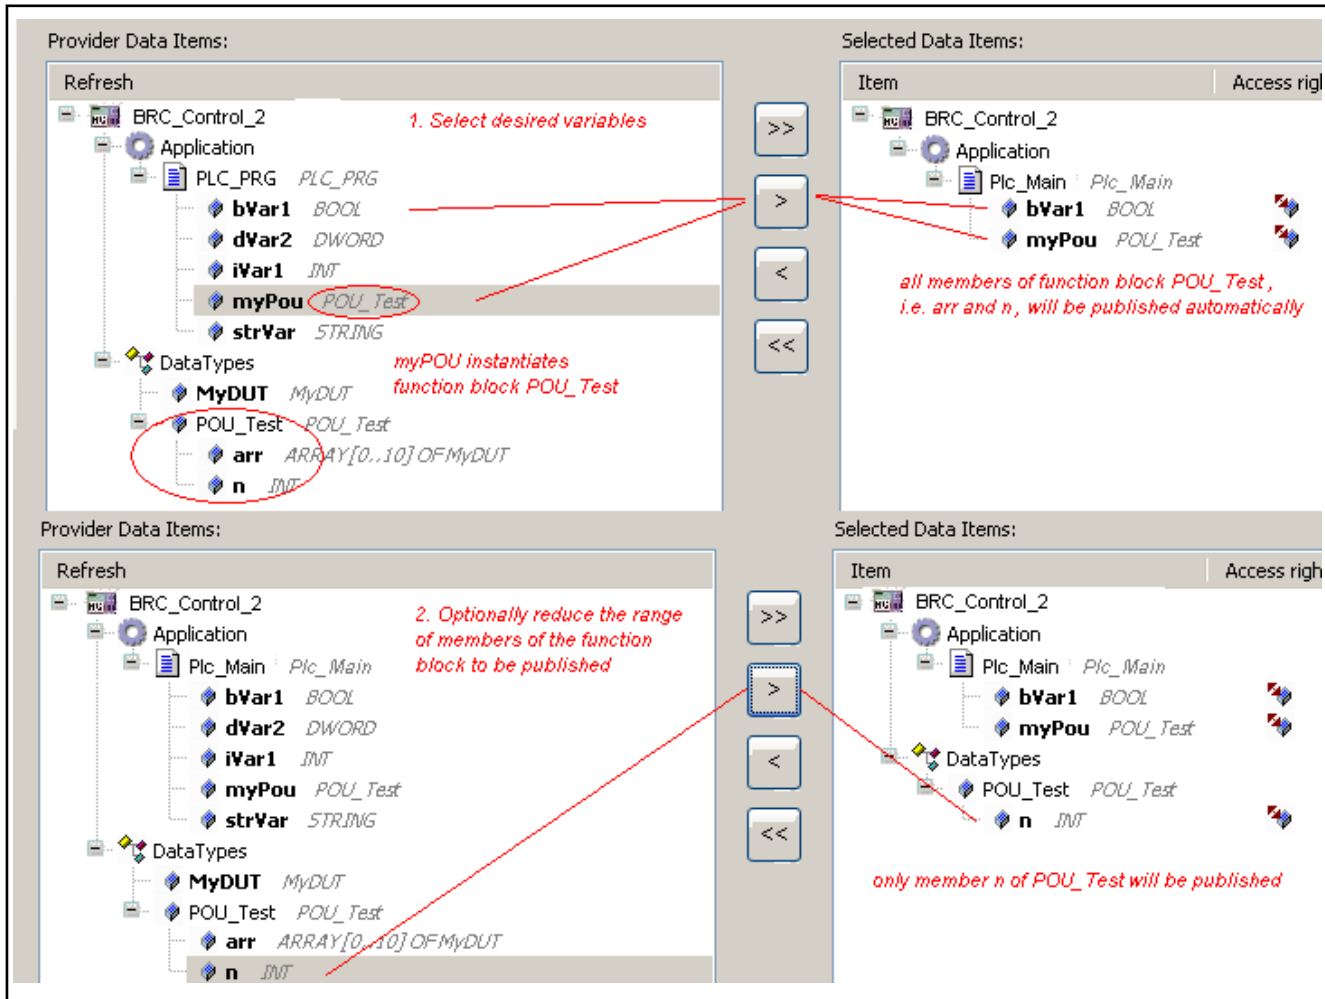 Provider Data Items:
Refresh
BRC_Control_2
1. Select desired variables
Application
PLC_PRG PLC_PRG
bVar1 BOOL
dVar2 DWORD
iVar1 INT
myPou POU_Test
strVar STRING
DataTypes
myPOU instantiates
function block POU_Test
MyDUT MyDUT
POU_Test POU_Test
arr ARRAY[0..10] OF MyDUT
n INT
>>
>
<
<<
Selected Data Items:
Item Access righ
BRC_Control_2
Application
Plc_Main Plc_Main
bVar1 BOOL
myPou POU_Test
all members of function block POU_Test ,
i.e. arr and n , will be published automatically
Provider Data Items:
Refresh
BRC_Control_2
2. Optionally reduce the range
of members of the function
block to be published
Application
Plc_Main Plc_Main
bVar1 BOOL
dVar2 DWORD
iVar1 INT
myPou POU_Test
strVar STRING
DataTypes
MyDUT MyDUT
POU_Test POU_Test
arr ARRAY[0..10] OF MyDUT
n INT
>>
>
<
<<
Selected Data Items:
Item Access righ
BRC_Control_2
Application
Plc_Main Plc_Main
bVar1 BOOL
myPou POU_Test
DataTypes
POU_Test POU_Test
n INT
only member n of POU_Test will be published